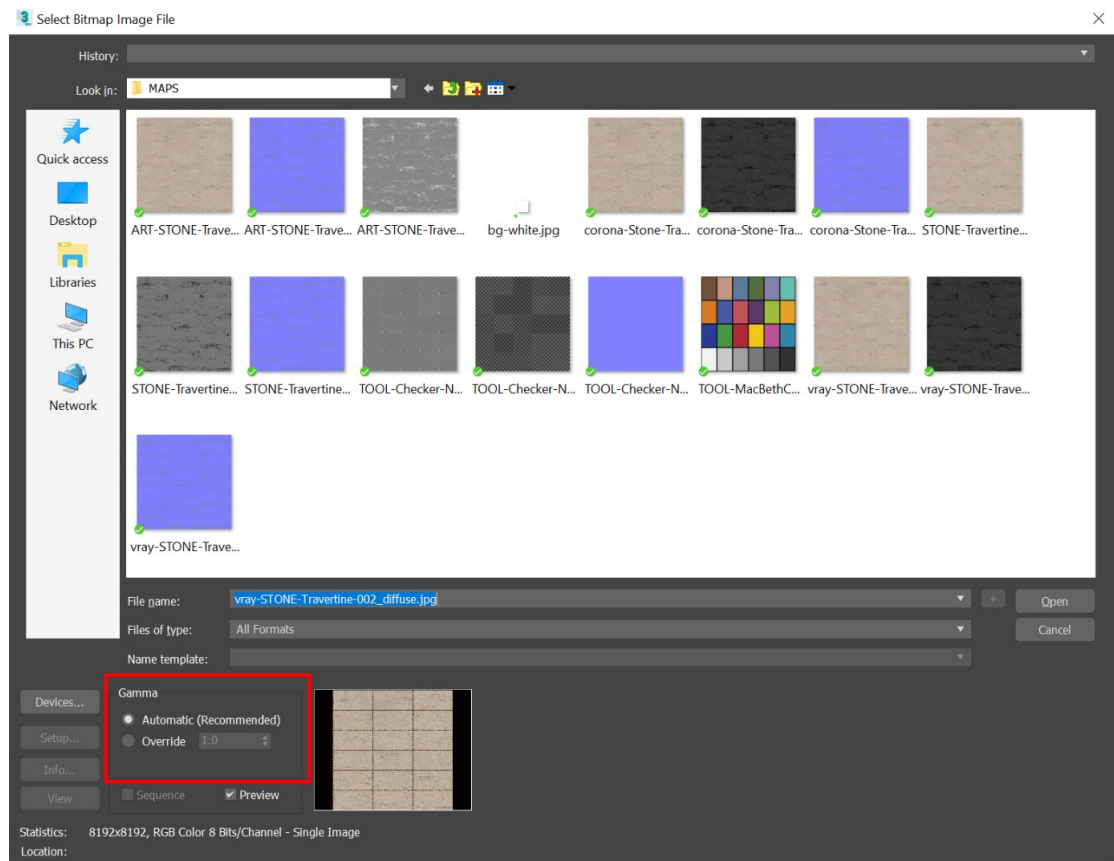 Select Bitmap Image File
History:
Look in: MAPS
Quick access
Desktop
Libraries
This PC
Network
ART-STONE-Trave... ART-STONE-Trave... ART-STONE-Trave... bg-white.jpg corona-Stone-Tra... corona-Stone-Tra... corona-Stone-Tra... STONE-Travertine...
STONE-Travertine... STONE-Travertine... TOOL-Checker-N... TOOL-Checker-N... TOOL-Checker-N... TOOL-MacBethC... vray-STONE-Trave... vray-STONE-Trave...
vray-STONE-Trave...
File name: vray-STONE-Travertine-002_diffuse.jpg + Open
Files of type: All Formats Cancel
Name template:
Devices...
Setup...
Info...
View
Gamma
Automatic (Recommended)
Override 1.0
Sequence Preview
Statistics: 8192x8192, RGB Color 8 Bits/Channel - Single Image
Location: